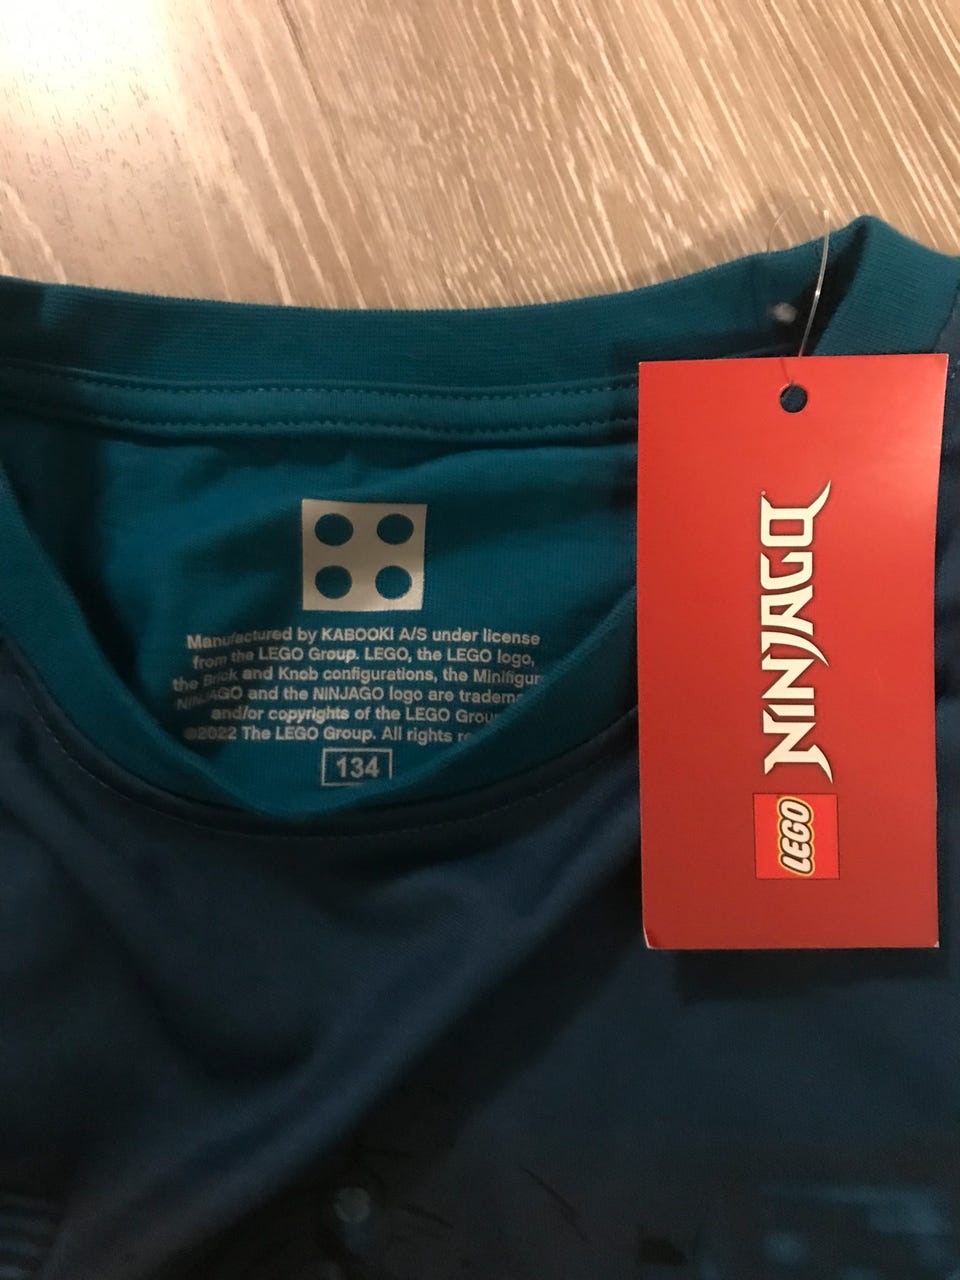 Manufactured by KABOOKI A/S under license
from the LEGO Group. LEGO, the LEGO logo,
the Brick and Knob configurations, the
NINJAGO and the NINJAGO logo are
and/or copyrights of the LEGO
©2022 The LEGO Group. All rights
134
LEGO NINJAGO